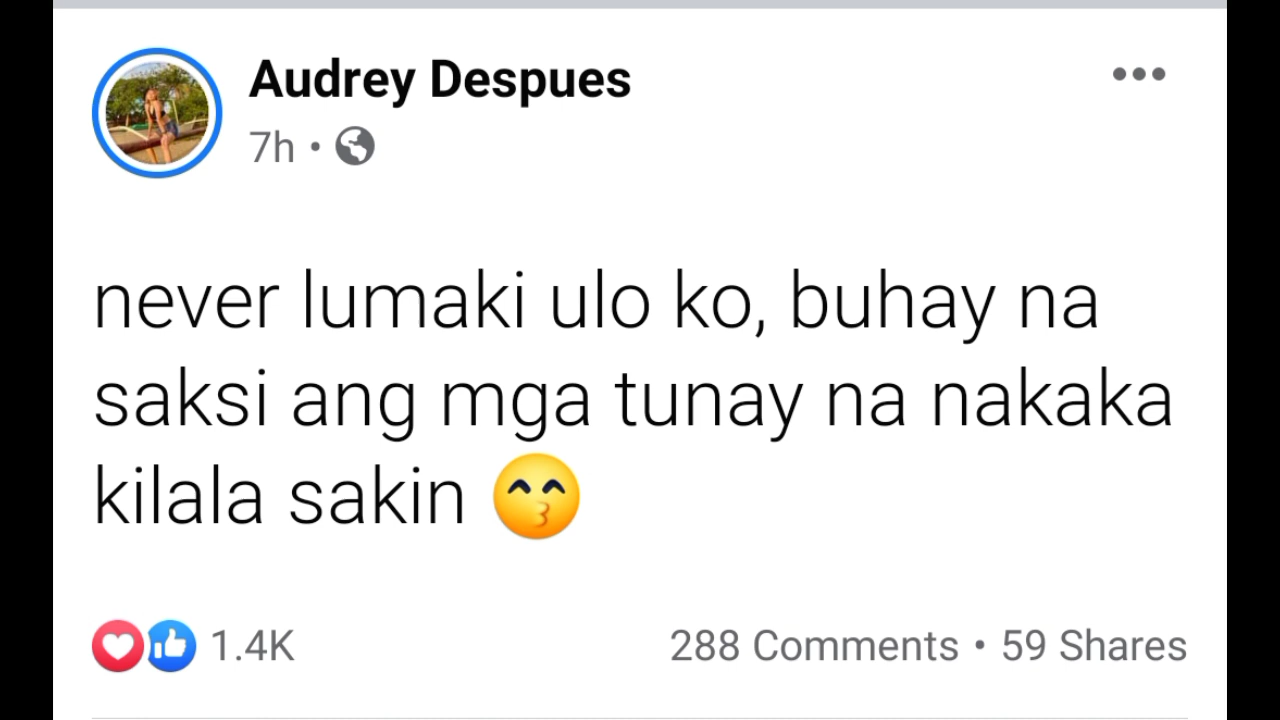 Audrey Despues
7h •
never lumaki ulo ko, buhay na
saksi ang mga tunay na nakaka
kilala sakin 😙
1.4K
288 Comments • 59 Shares